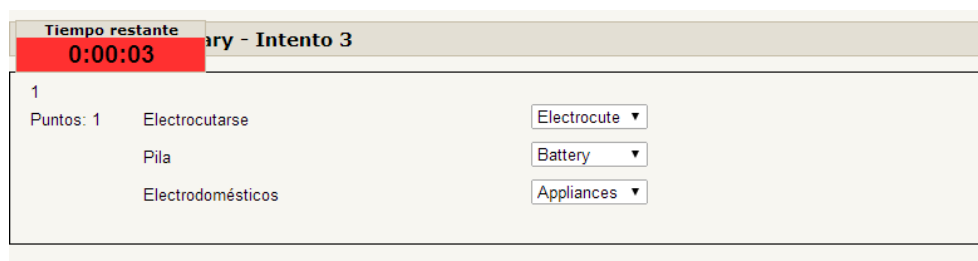 Tiempo restante
0:00:03
ary - Intento 3
1
Puntos: 1 Electrocutarse Electrocute
Pila Battery
Electrodomésticos Appliances